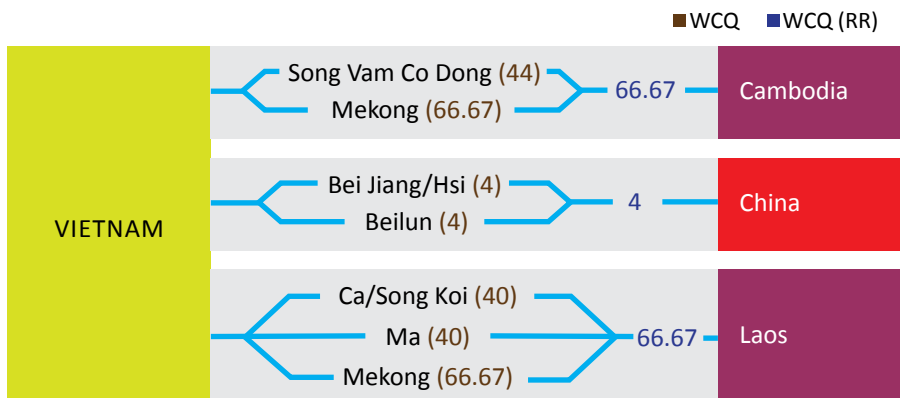 WCQ WCQ (RR)
VIETNAM
Song Vam Co Dong (44)
Mekong (66.67)
66.67
Cambodia
Bei Jiang/Hsi (4)
Beilun (4)
4
China
Ca/Song Koi (40)
Ma (40)
Mekong (66.67)
66.67
Laos